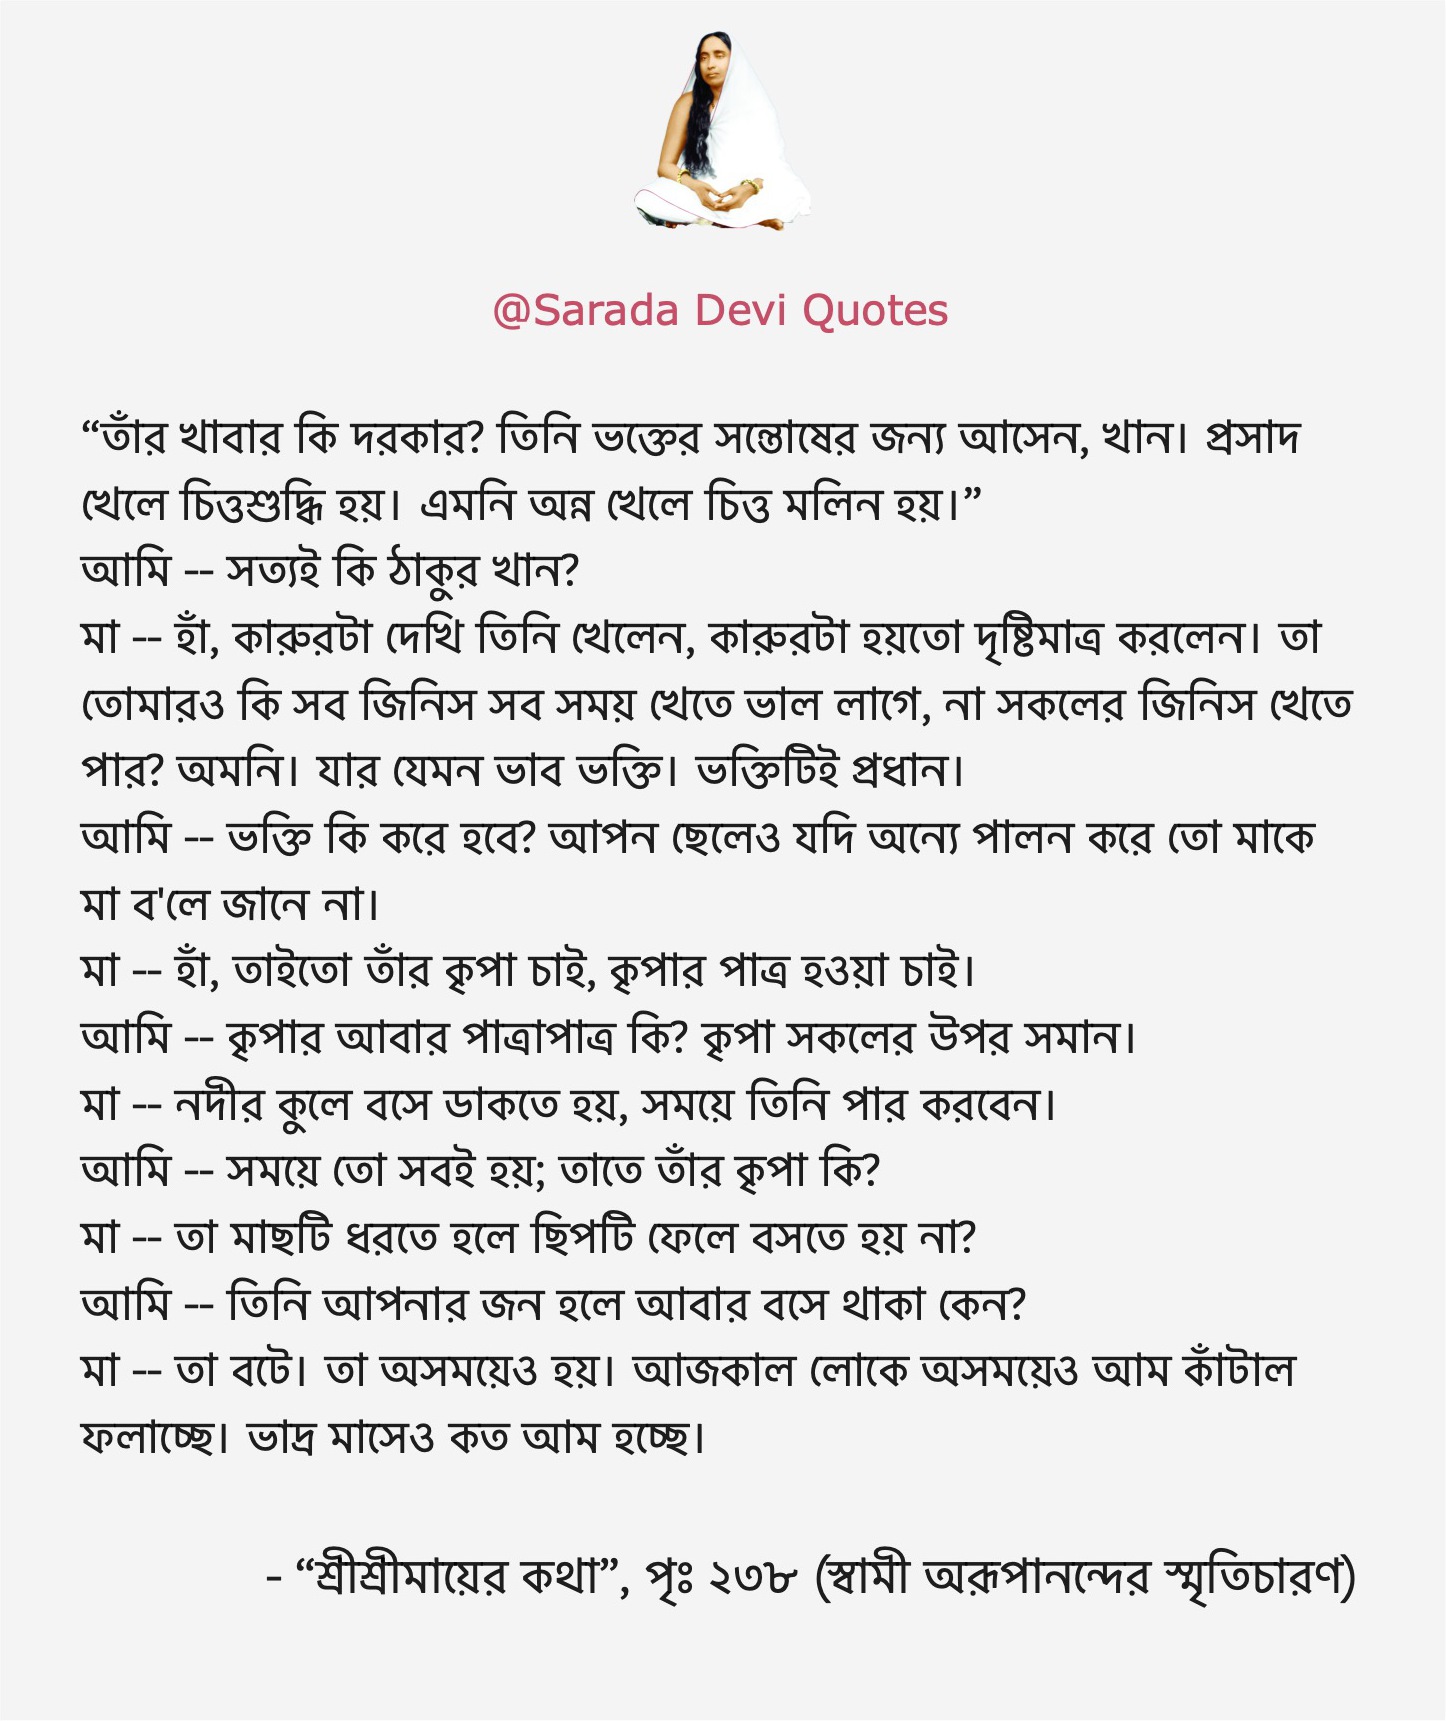 @Sarada Devi Quotes
“তাঁর খাবার কি দরকার? তিনি ভক্তের সন্তোষের জন্য আসেন, খান। প্রসাদ
খেলে চিত্তশুদ্ধি হয়। এমনি অন্ন খেলে চিত্ত মলিন হয়।”
আমি -- সত্যই কি ঠাকুর খান?
মা -- হাঁ, কারুরটা দেখি তিনি খেলেন, কারুরটা হয়তো দৃষ্টিমাত্র করলেন। তা
তোমারও কি সব জিনিস সব সময় খেতে ভাল লাগে, না সকলের জিনিস খেতে
পার? অমনি। যার যেমন ভাব ভক্তি। ভক্তিটিই প্রধান।
আমি -- ভক্তি কি করে হবে? আপন ছেলেও যদি অন্যে পালন করে তো মাকে
মা ব'লে জানে না।
মা -- হাঁ, তাইতো তাঁর কৃপা চাই, কৃপার পাত্র হওয়া চাই।
আমি -- কৃপার আবার পাত্রাপাত্র কি? কৃপা সকলের উপর সমান।
মা -- নদীর কুলে বসে ডাকতে হয়, সময়ে তিনি পার করবেন।
আমি -- সময়ে তো সবই হয়; তাতে তাঁর কৃপা কি?
মা -- তা মাছটি ধরতে হলে ছিপটি ফেলে বসতে হয় না?
আমি -- তিনি আপনার জন হলে আবার বসে থাকা কেন?
মা -- তা বটে। তা অসময়েও হয়। আজকাল লোকে অসময়েও আম কাঁটাল
ফলাচ্ছে। ভাদ্র মাসেও কত আম হচ্ছে।
- “শ্রীশ্রীমায়ের কথা”, পৃঃ ২৩৮ (স্বামী অরূপানন্দের স্মৃতিচারণ)